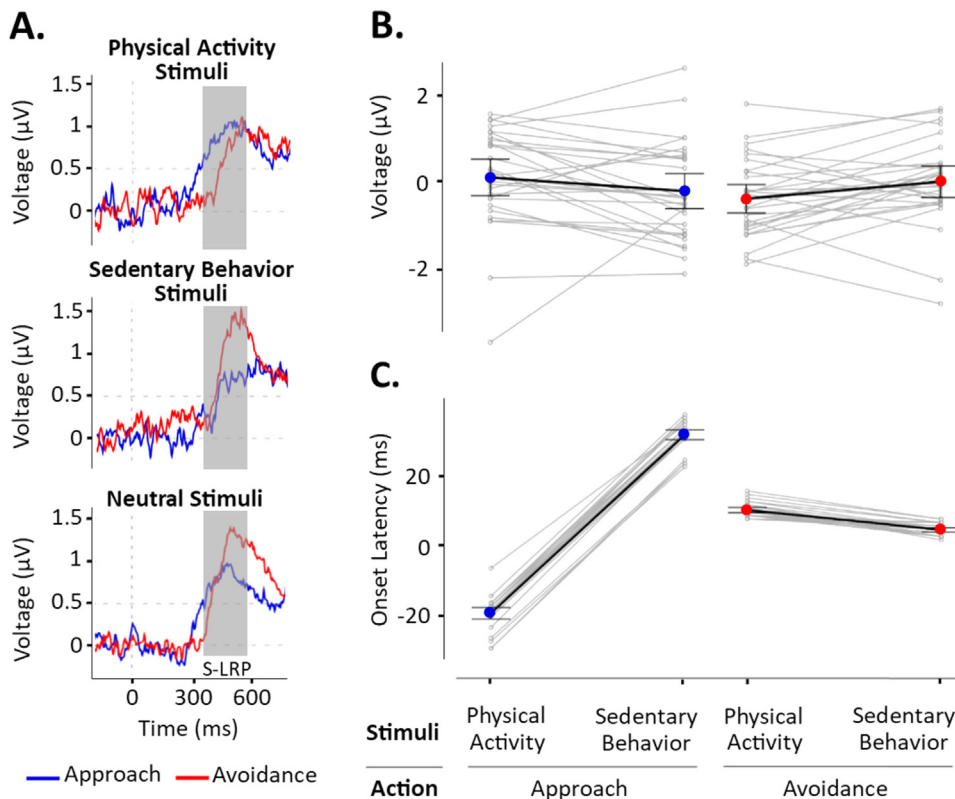 A.
Physical Activity
Stimuli
1.5
1
0.5
0
Voltage (µV)
Sedentary Behavior
Stimuli
1.5
1
0.5
0
Voltage (µV)
Neutral Stimuli
1.5
1
0.5
0
Voltage (µV)
S-LRP
0 300 600
Time (ms)
Approach Avoidance
B.
2
0
-2
Voltage (µV)
C.
20
0
-20
Onset Latency (ms)
Stimuli
Physical
Activity
Sedentary
Behavior
Physical
Activity
Sedentary
Behavior
Action Approach Avoidance